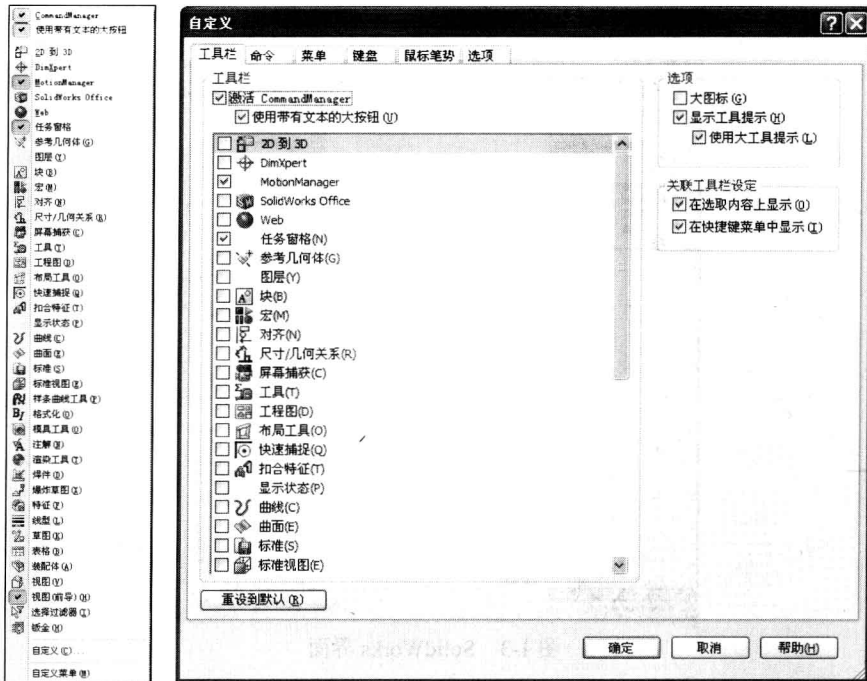 CommandManager
使用带有文本的大按钮
2D 到 3D
DimXpert
MotionManager
SolidWorks Office
Web
任务窗格
参考几何体(G)
图层(Y)
块(B)
宏(M)
对齐(N)
尺寸/几何关系(R)
屏幕捕获(C)
工具(T)
工程图(D)
布局工具(O)
快速捕捉(Q)
扣合特征(T)
显示状态(P)
曲线(C)
曲面(E)
标准(S)
标准视图(E)
样条曲线工具(P)
格式化(O)
模具工具(O)
注解(N)
渲染工具(T)
焊件(D)
爆炸草图(X)
特征(F)
线型(L)
草图(K)
表格(B)
装配体(A)
视图(V)
视图(前导)(H)
选择过滤器(I)
钣金(H)
自定义(C)...
自定义菜单(M)
自定义
工具栏 命令 菜单 键盘 鼠标笔势 选项
工具栏
激活 CommandManager
使用带有文本的大按钮(U)
2D 到 3D
DimXpert
MotionManager
SolidWorks Office
Web
任务窗格(N)
参考几何体(G)
图层(Y)
块(B)
宏(M)
对齐(N)
尺寸/几何关系(R)
屏幕捕获(C)
工具(T)
工程图(D)
布局工具(O)
快速捕捉(Q)
扣合特征(T)
显示状态(P)
曲线(C)
曲面(E)
标准(S)
标准视图(E)
重设到默认(R)
选项
大图标(G)
显示工具提示(H)
使用大工具提示(L)
关联工具栏设定
在选取内容上显示(O)
在快捷键菜单中显示(I)
图 1-3 SolidWorks 界面
确定 取消 帮助(H)